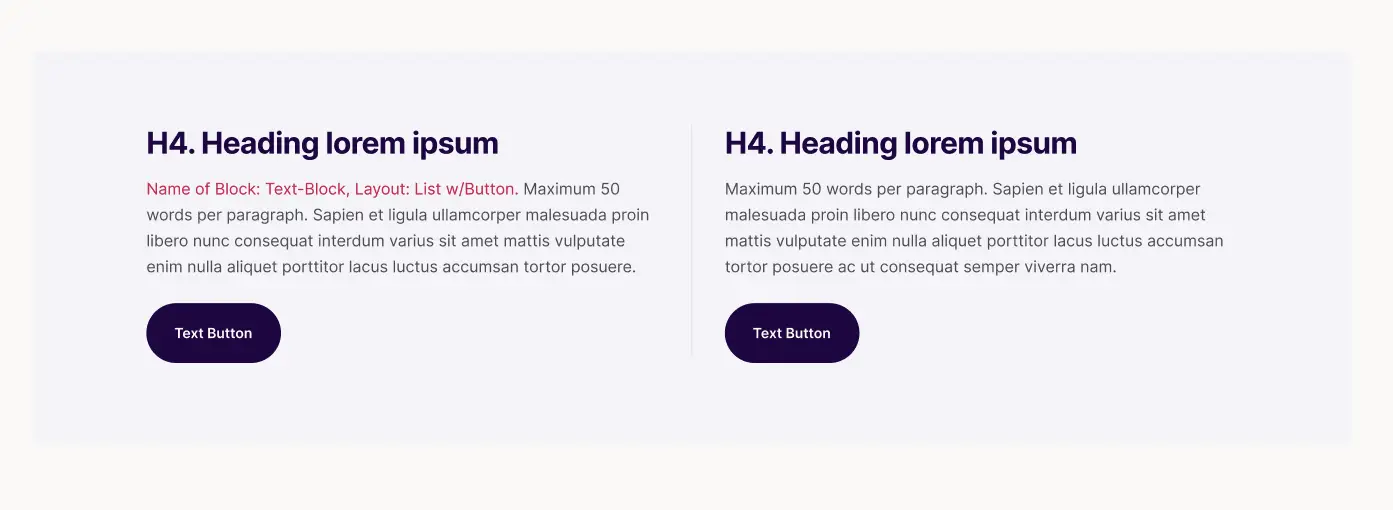 H4. Heading lorem ipsum
Name of Block: Text-Block, Layout: List w/Button. Maximum 50
words per paragraph. Sapien et ligula ullamcorper malesuada proin
libero nunc consequat interdum varius sit amet mattis vulputate
enim nulla aliquet porttitor lacus luctus accumsan tortor posuere.
Text Button
H4. Heading lorem ipsum
Maximum 50 words per paragraph. Sapien et ligula ullamcorper
malesuada proin libero nunc consequat interdum varius sit amet
mattis vulputate enim nulla aliquet porttitor lacus luctus accumsan
tortor posuere ac ut consequat semper viverra nam.
Text Button